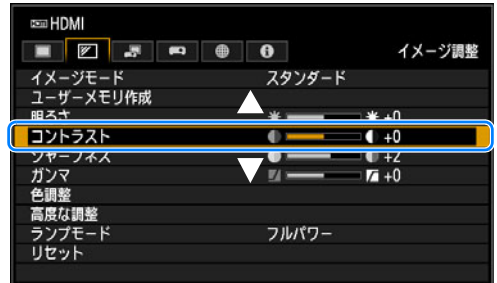 HDMI
イメージ調整
イメージモード スタンダード
ユーザーメモリ作成
明るさ +0
コントラスト +0
シャープネス +2
ガンマ +0
色調整
高度な調整
ランプモード フルパワー
リセット